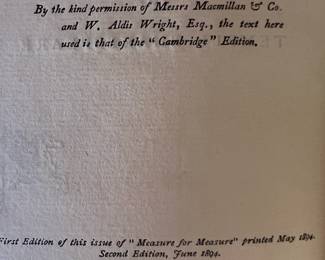 By the kind permission of Messrs Macmillan & Co.
and W. Aldis Wright, Esq., the text here
used is that of the "Cambridge" Edition.
First Edition of this issue of "Measure for Measure" printed May 1894.
Second Edition, June 1894.